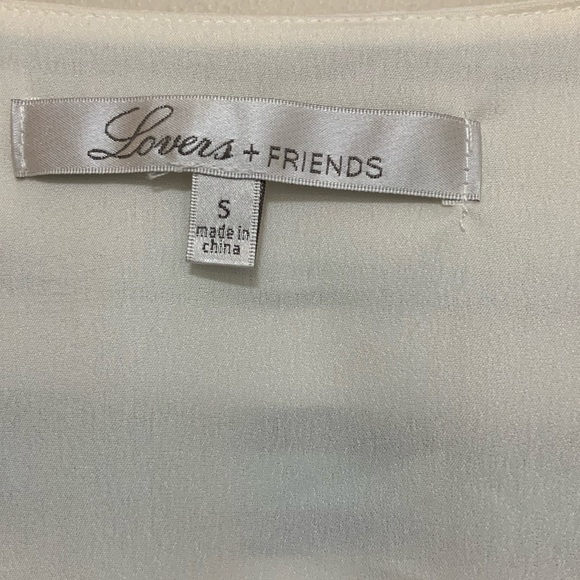 Lovers + FRIENDS
S
made in
china